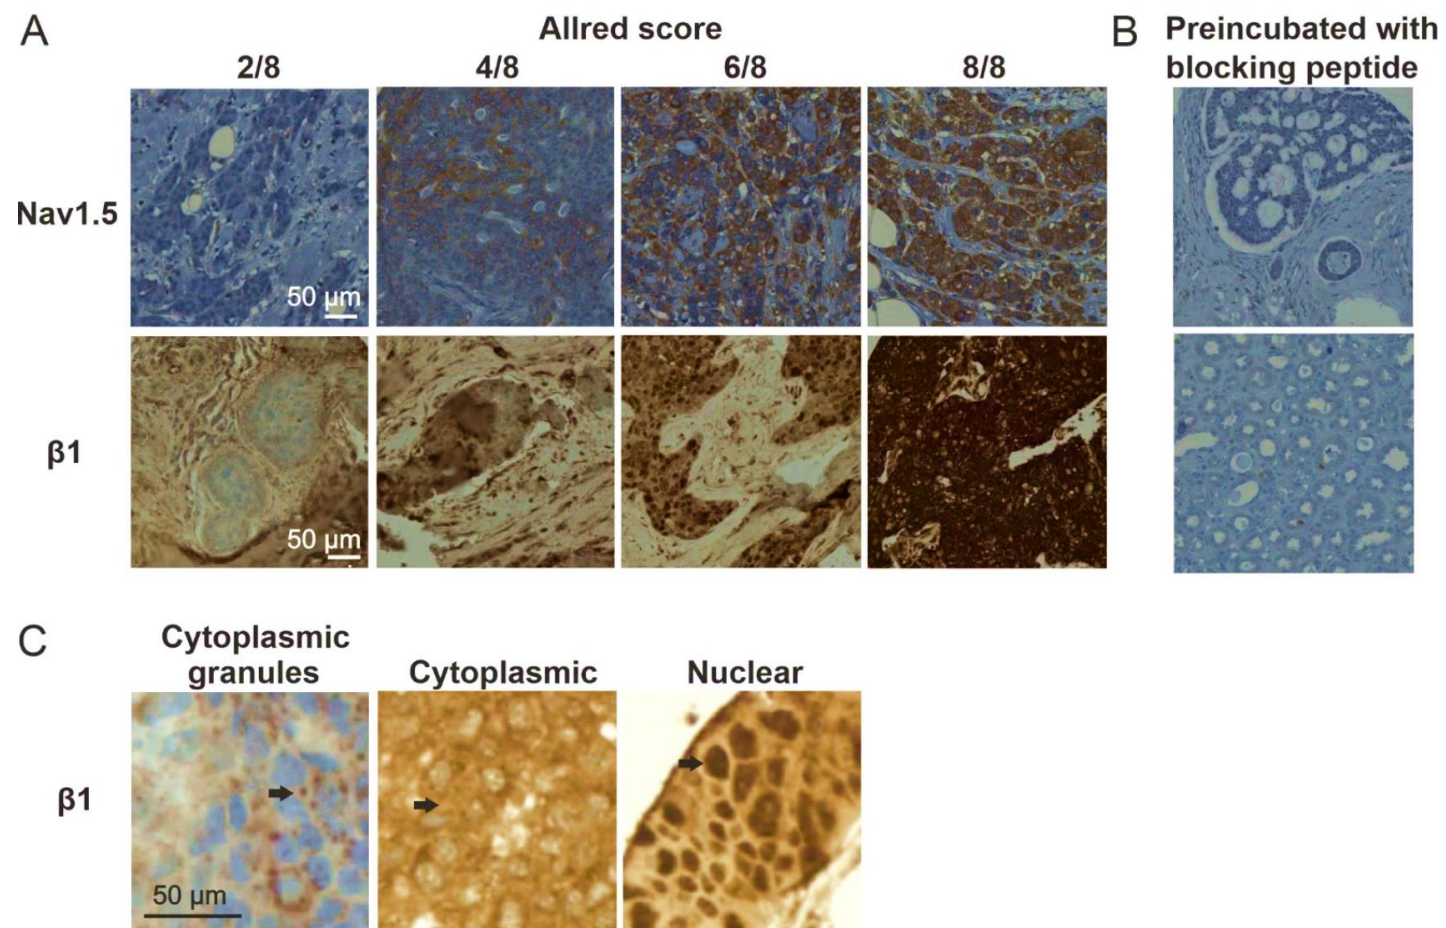 A
Allred score
2/8
4/8
6/8
8/8
B
Preincubated with
blocking peptide
Nav1.5
50 µm
β1
50 µm
C
Cytoplasmic
granules
Cytoplasmic
Nuclear
β1
50 µm